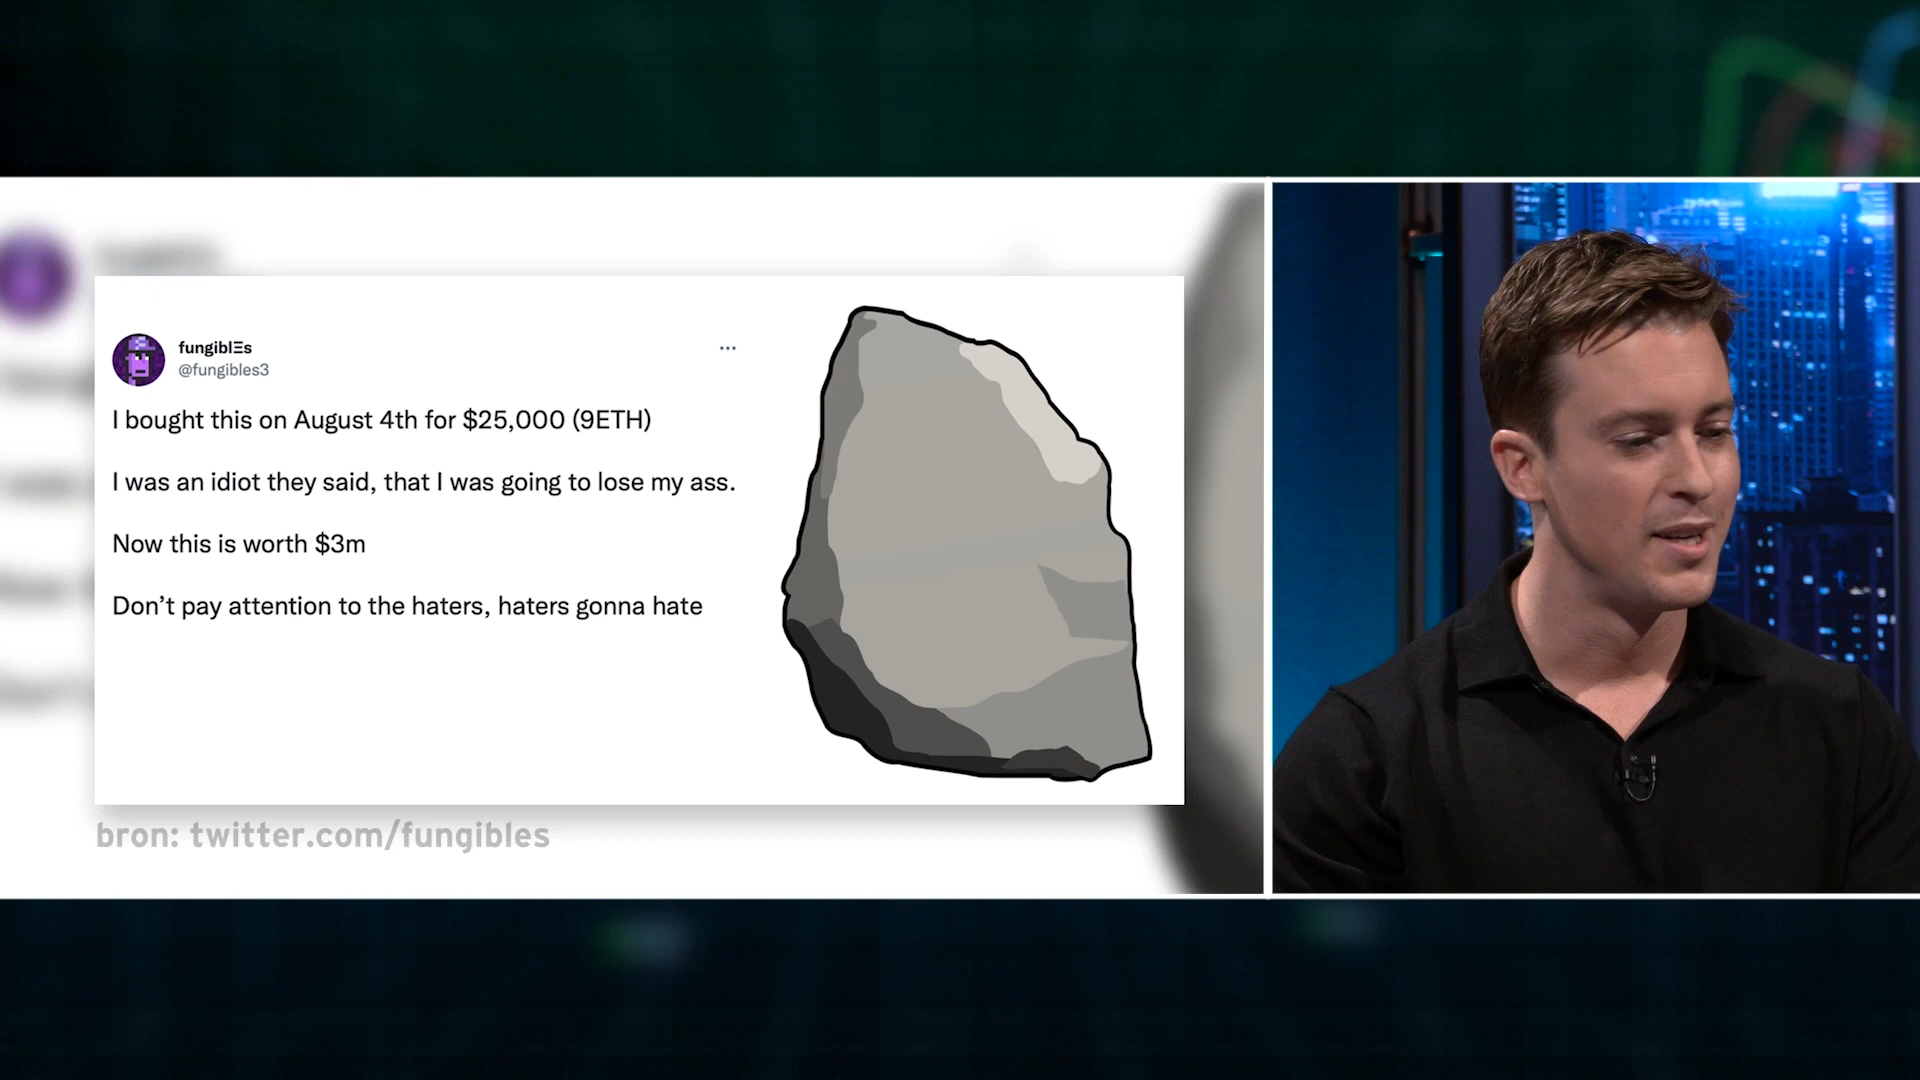 fungiblΞs
@fungibles3
I bought this on August 4th for $25,000 (9ETH)
I was an idiot they said, that I was going to lose my ass.
Now this is worth $3m
Don’t pay attention to the haters, haters gonna hate
bron: twitter.com/fungibles